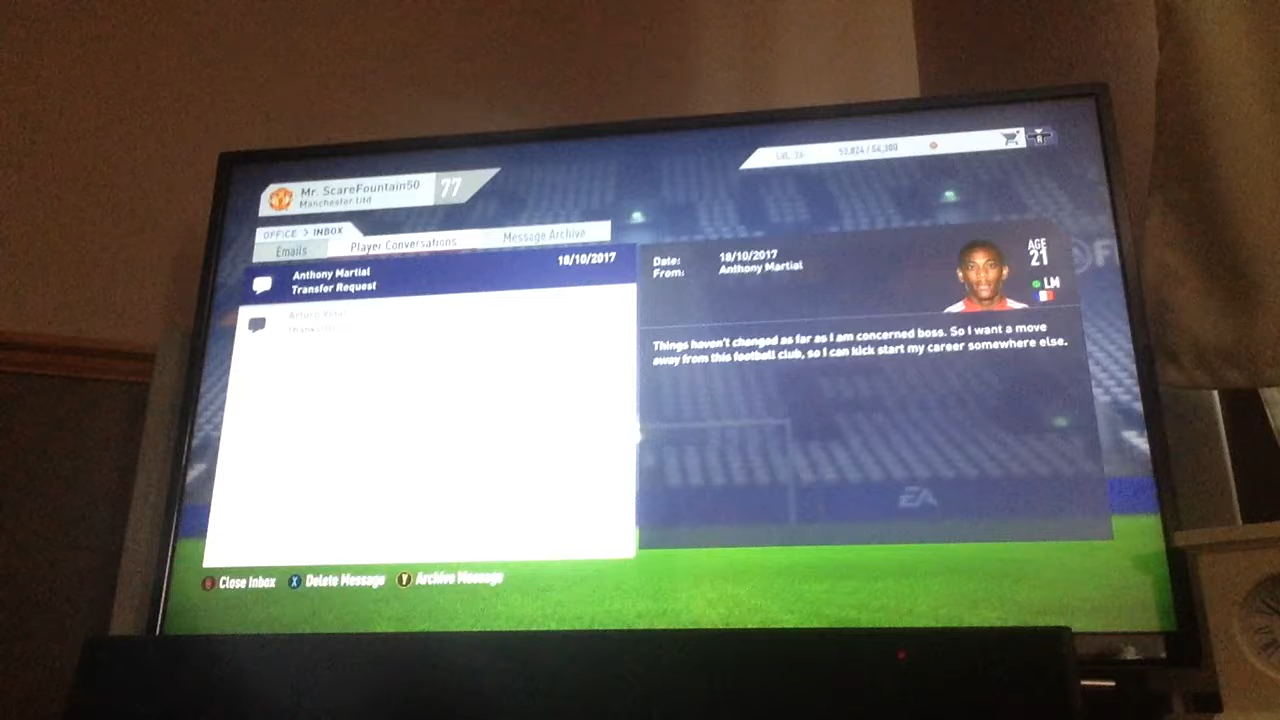 Mr. ScareFountain50 77
Manchester Utd
OFFICE > INBOX
Emails Player Conversations Message Archive
Anthony Martial 18/10/2017
Transfer Request
Date: 18/10/2017
From: Anthony Martial
AGE
21
LM
Things haven't changed as far as I am concerned boss. So I want a move
away from this football club, so I can kick start my career somewhere else.
EA
Close Inbox X Delete Message Y Archive Message